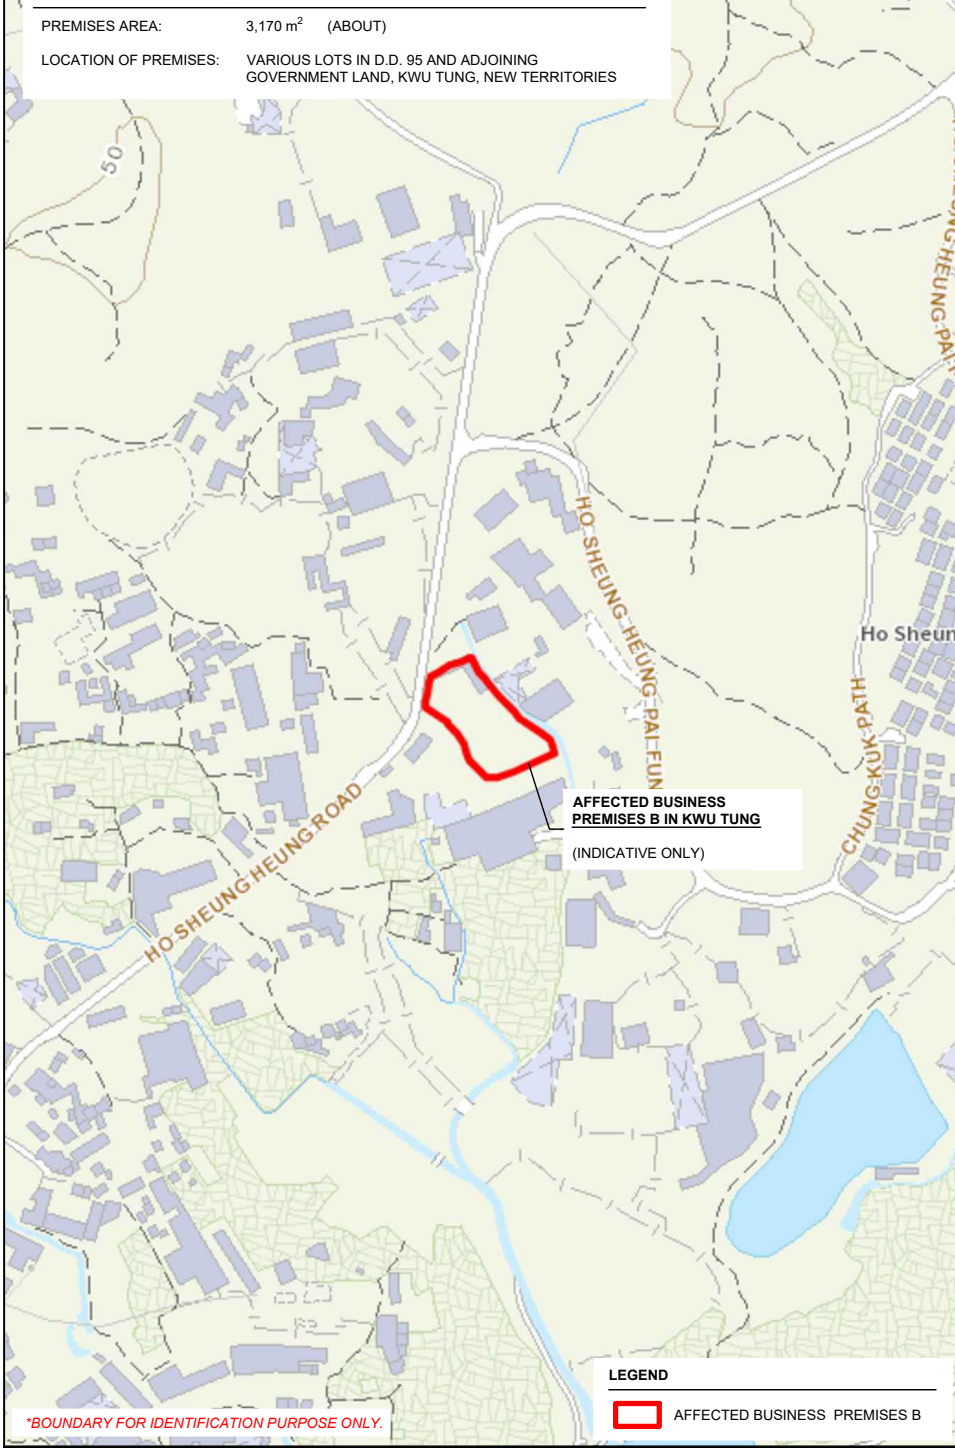 PREMISES AREA: 3,170 m² (ABOUT)
LOCATION OF PREMISES: VARIOUS LOTS IN D.D. 95 AND ADJOINING
GOVERNMENT LAND, KWU TUNG, NEW TERRITORIES
50
HO SHEUNG HEUNG PAI FUN
Ho Sheun
CHUNG KUK PATH
HO SHEUNG HEUNG ROAD
AFFECTED BUSINESS
PREMISES B IN KWU TUNG
(INDICATIVE ONLY)
LEGEND
AFFECTED BUSINESS PREMISES B
*BOUNDARY FOR IDENTIFICATION PURPOSE ONLY.